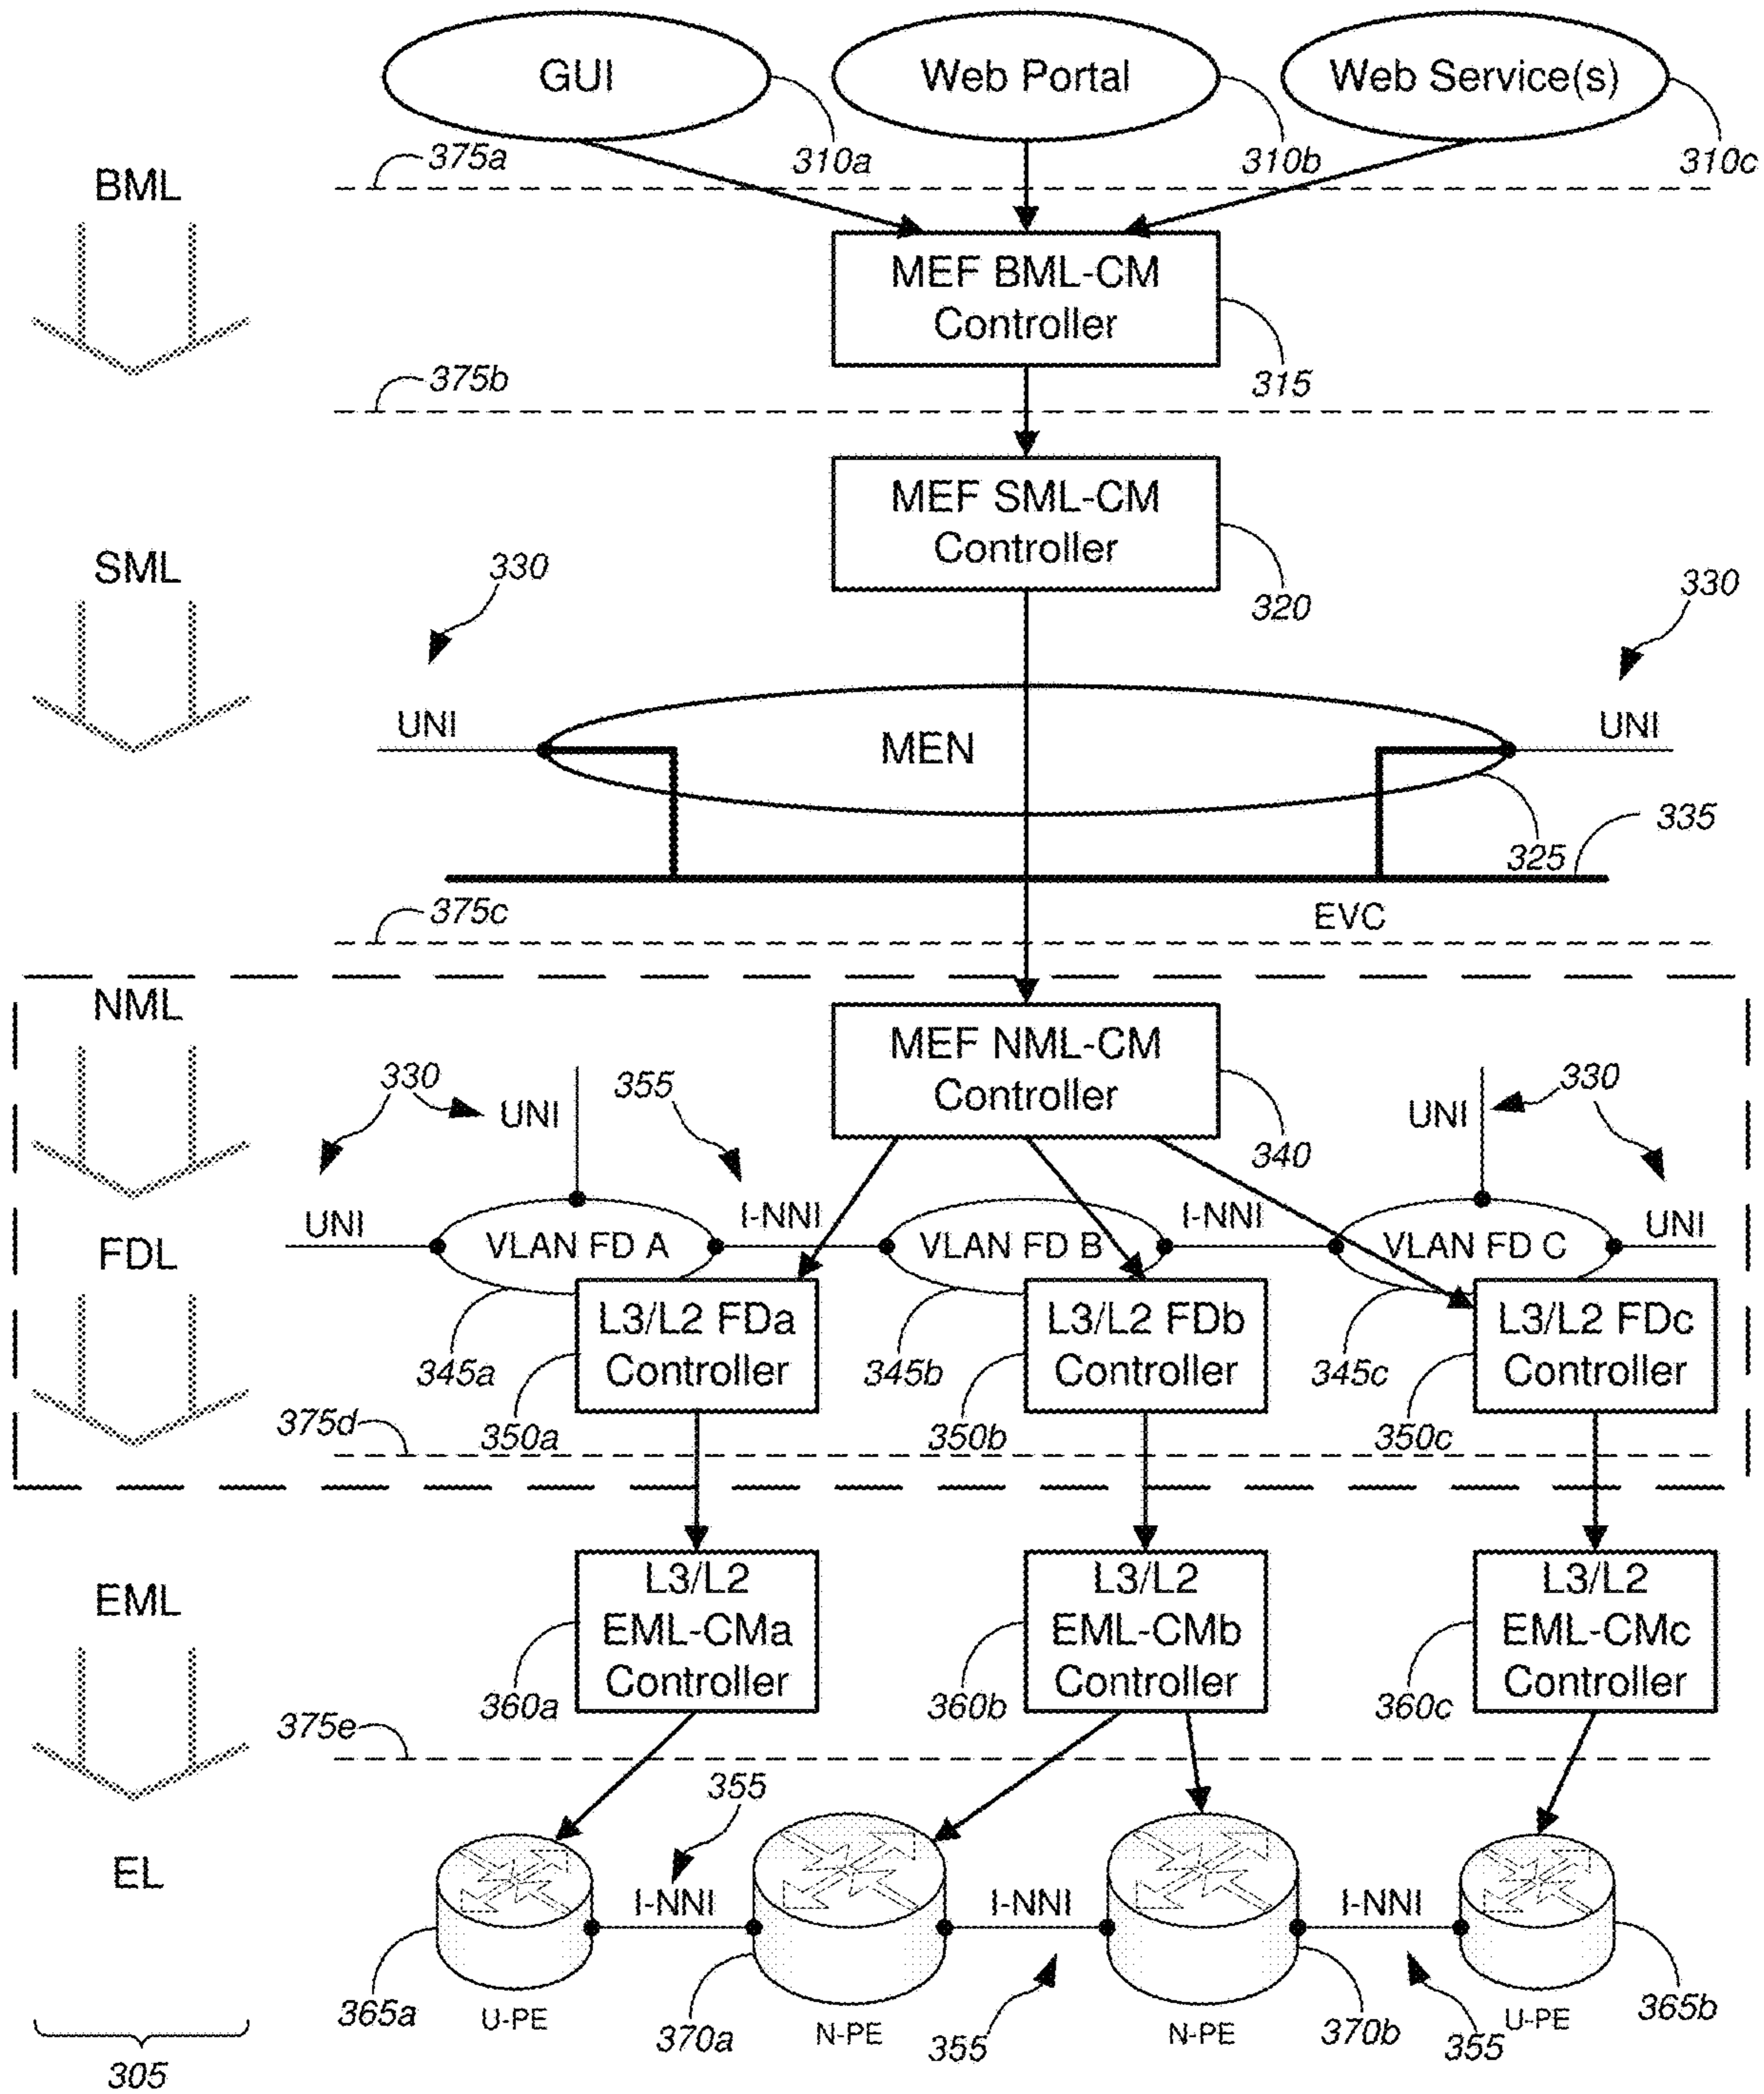 GUI
Web Portal
Web Service(s)
375a
310a
310b
310c
BML
MEF BML-CM
Controller
375b
315
MEF SML-CM
Controller
SML
330
330
320
UNI
MEN
UNI
335
325
375c
EVC
NML
MEF NML-CM
Controller
330
355
330
UNI
UNI
340
UNI
I-NNI
I-NNI
UNI
FDL
VLAN FD A
VLAN FD B
VLAN FD C
L3/L2 FDa
Controller
L3/L2 FDb
Controller
L3/L2 FDc
Controller
345a
345b
345c
375d
350a
350b
350c
EML
L3/L2
EML-CMa
Controller
L3/L2
EML-CMb
Controller
L3/L2
EML-CMc
Controller
360a
360b
360c
375e
355
EL
I-NNI
I-NNI
I-NNI
365a
U-PE
370a
N-PE
355
N-PE
370b
355
U-PE
365b
305